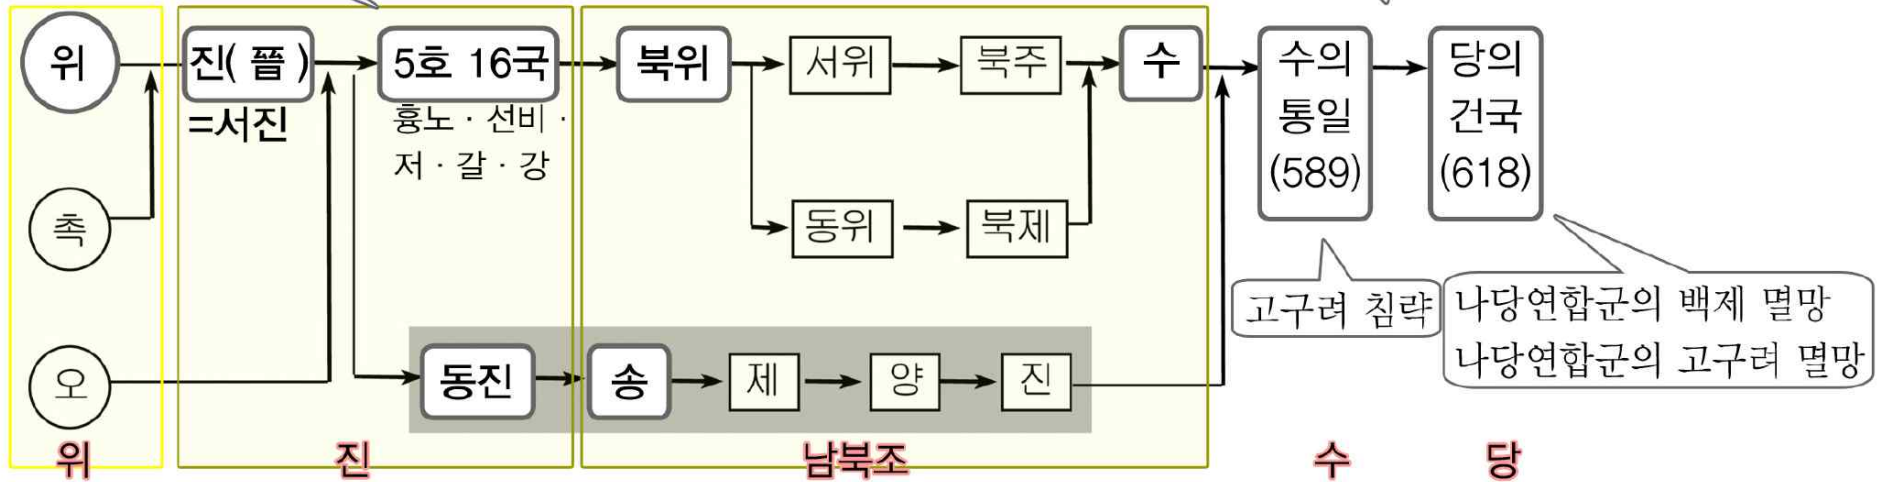 위
진( 晉 )
=서진
5호 16국
흉노 · 선비 ·
저 · 갈 · 강
북위
서위
북주
수
수의
통일
(589)
당의
건국
(618)
촉
동위
북제
고구려 침략
나당연합군의 백제 멸망
나당연합군의 고구려 멸망
오
동진
송
제
양
진
위
진
남북조
수
당